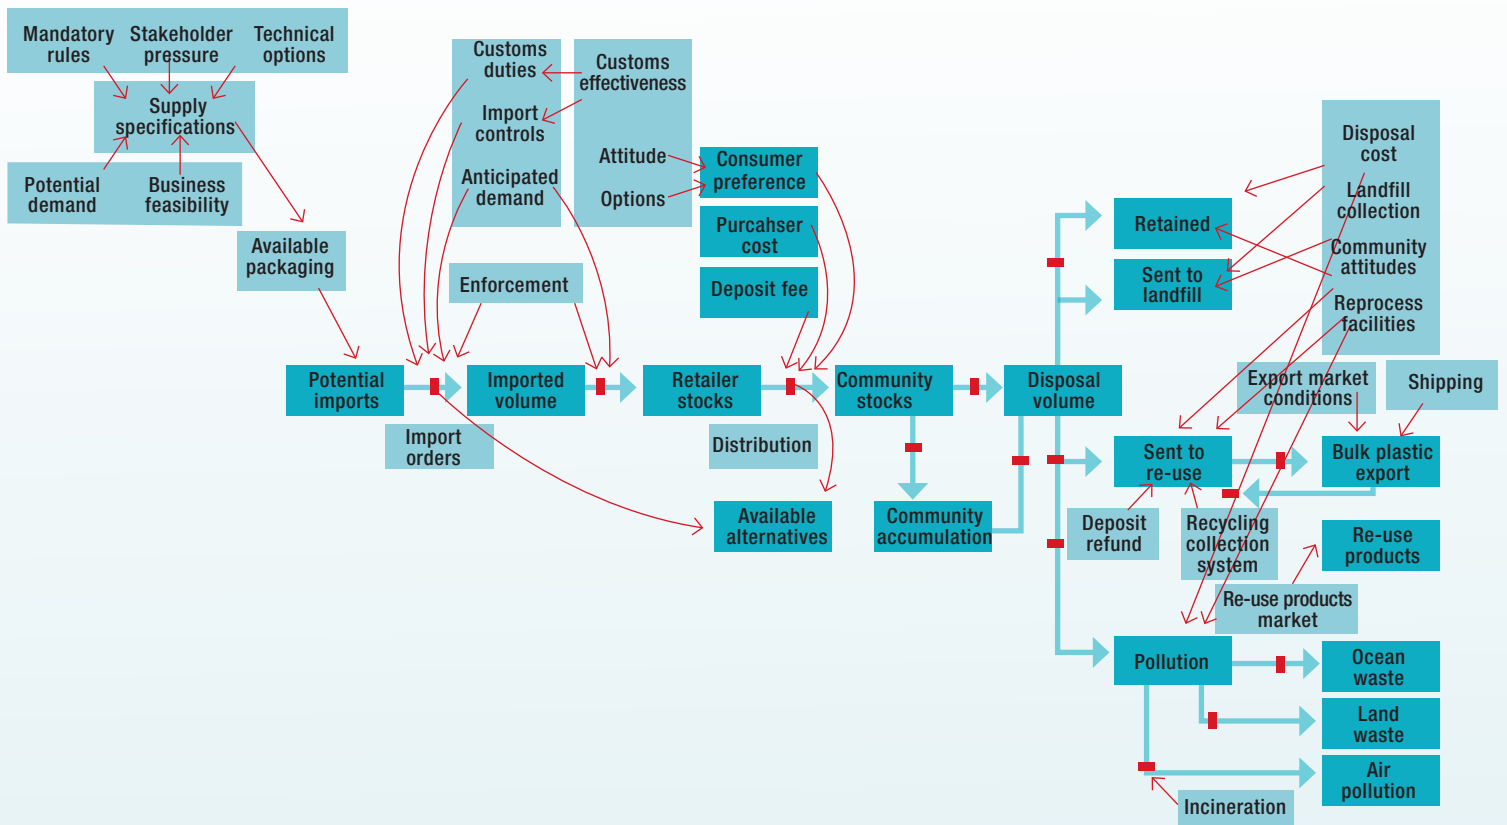 Mandatory
rules
Stakeholder
pressure
Technical
options
Supply
specifications
Potential
demand
Business
feasibility
Available
packaging
Customs
duties
Import
controls
Anticipated
demand
Customs
effectiveness
Attitude
Options
Consumer
preference
Purcahser
cost
Deposit fee
Enforcement
Potential
imports
Imported
volume
Retailer
stocks
Community
stocks
Disposal
volume
Import
orders
Distribution
Available
alternatives
Community
accumulation
Retained
Sent to
landfill
Disposal
cost
Landfill
collection
Community
attitudes
Reprocess
facilities
Export market
conditions
Shipping
Sent to
re-use
Bulk plastic
export
Deposit
refund
Recycling
collection
system
Re-use
products
Re-use products
market
Pollution
Ocean
waste
Land
waste
Air
pollution
Incineration